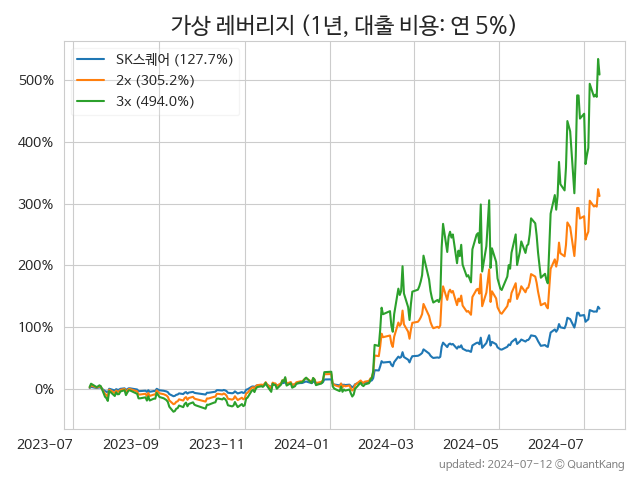 가상 레버리지 (1년, 대출 비용: 연 5%)
SK스퀘어 (127.7%)
2x (305.2%)
3x (494.0%)
500%
400%
300%
200%
100%
0%
2023-07 2023-09 2023-11 2024-01 2024-03 2024-05 2024-07
updated: 2024-07-12 © QuantKang